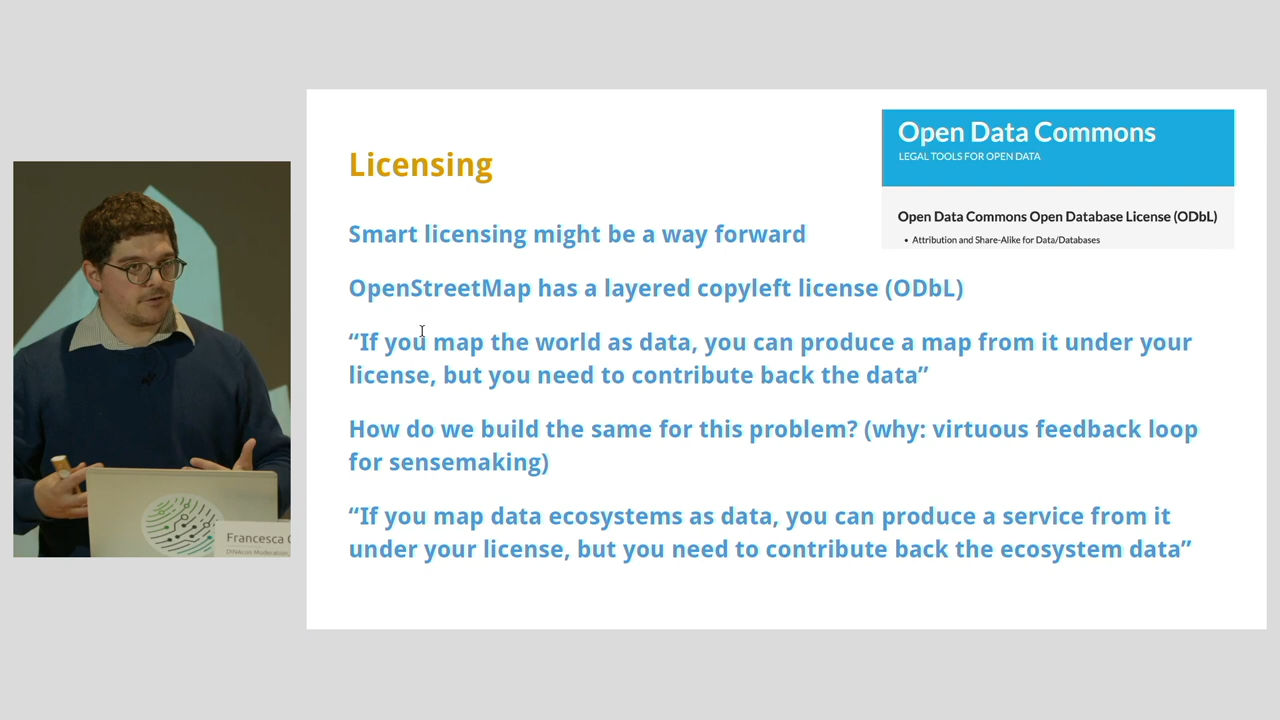 Open Data Commons
LEGAL TOOLS FOR OPEN DATA
Open Data Commons Open Database License (ODbL)
• Attribution and Share-Alike for Data/Databases
Licensing
Smart licensing might be a way forward
OpenStreetMap has a layered copyleft license (ODbL)
“If you map the world as data, you can produce a map from it under your
license, but you need to contribute back the data”
How do we build the same for this problem? (why: virtuous feedback loop
for sensemaking)
“If you map data ecosystems as data, you can produce a service from it
under your license, but you need to contribute back the ecosystem data”
Francesca
DINAcon Moderation,